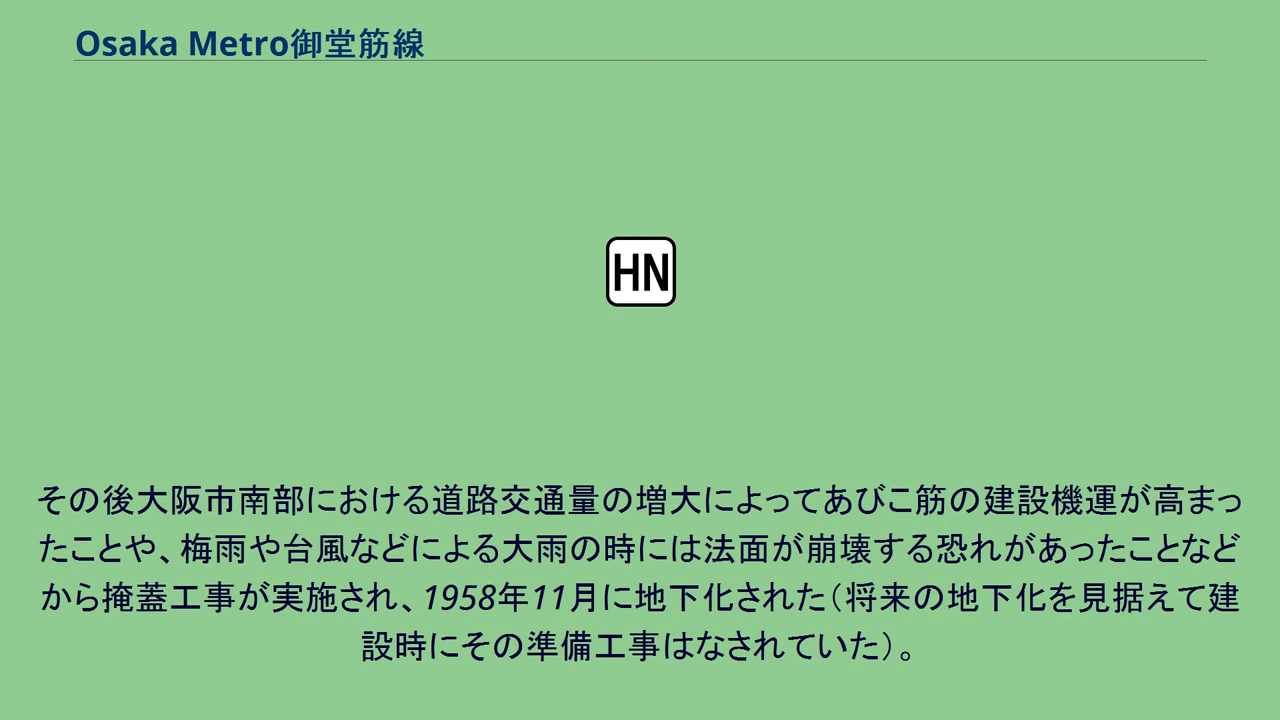 Osaka Metro御堂筋線
HN
その後大阪市南部における道路交通量の増大によってあびこ筋の建設機運が高まっ
たことや、梅雨や台風などによる大雨の時には法面が崩壊する恐れがあったことなど
から掩蓋工事が実施され、1958年11月に地下化された（将来の地下化を見据えて建
設時にその準備工事はなされていた）。